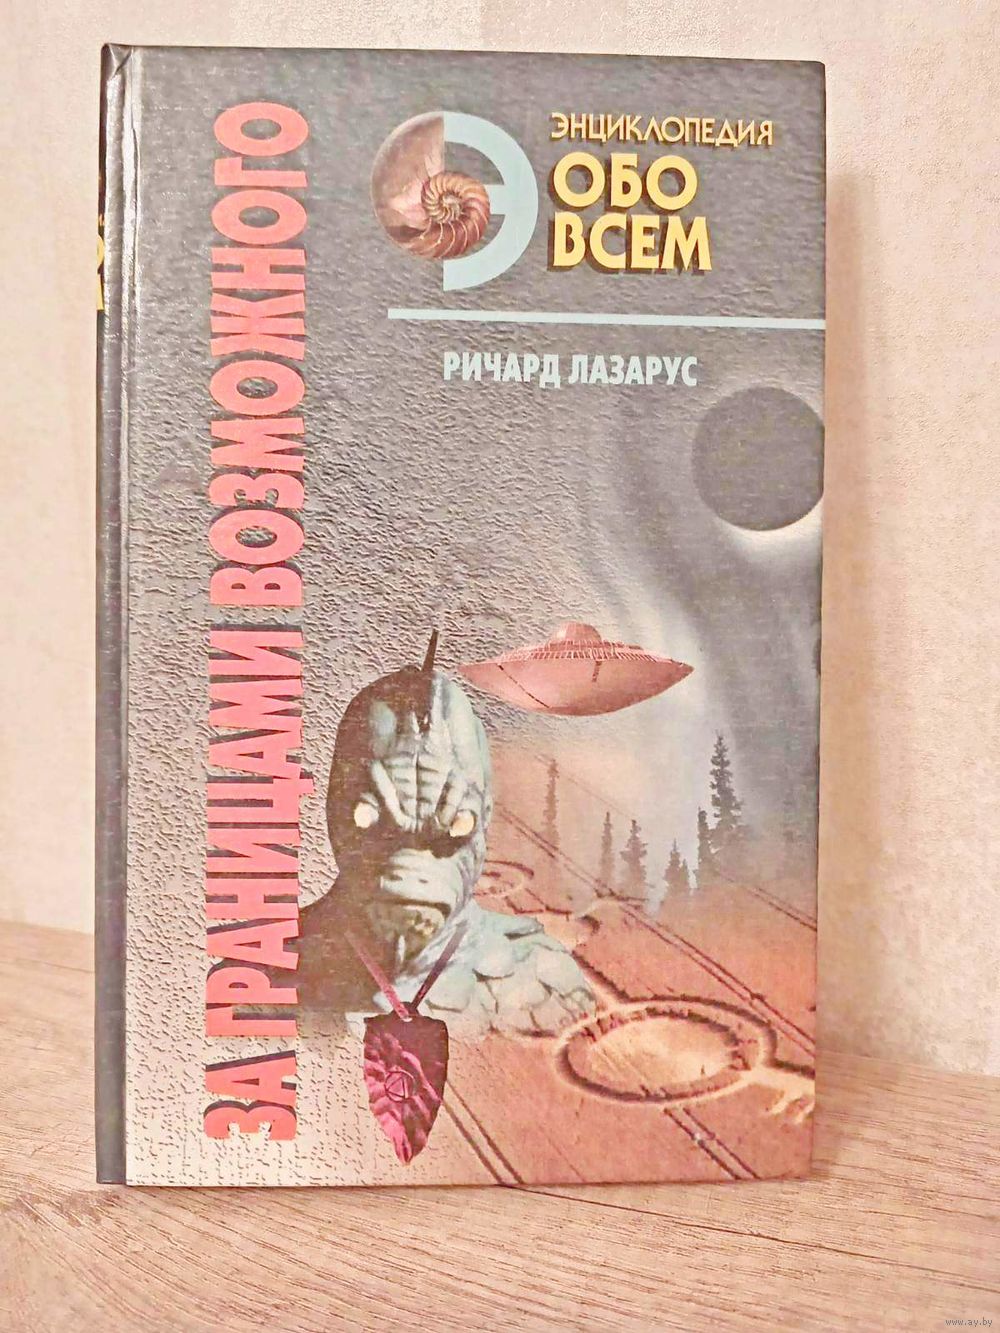 ЭНЦИКЛОПЕДИЯ
ОБО
ВСЕМ
РИЧАРД ЛАЗАРУС
ЗА ГРАНИЦАМИ ВОЗМОЖНОГО
www.ay.by